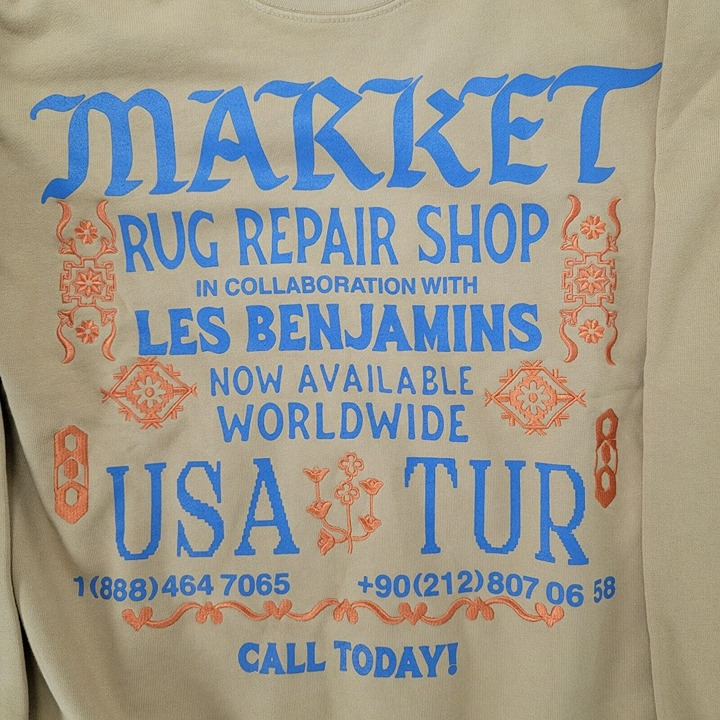 MARKET
RUG REPAIR SHOP
IN COLLABORATION WITH
LES BENJAMINS
NOW AVAILABLE
WORLDWIDE
USA TUR
1(888)464 7065 +90(212)807 06 58
CALL TODAY!